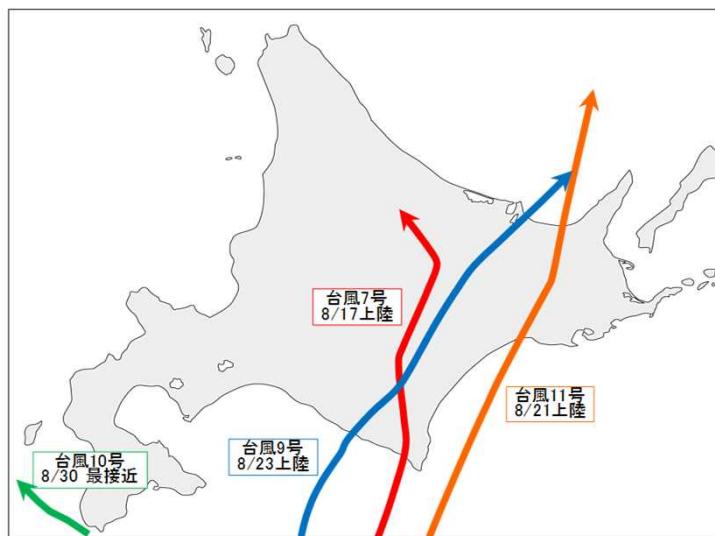 台風7号
8/17上陸
台風11号
8/21上陸
台風9号
8/23上陸
台風10号
8/30 最接近